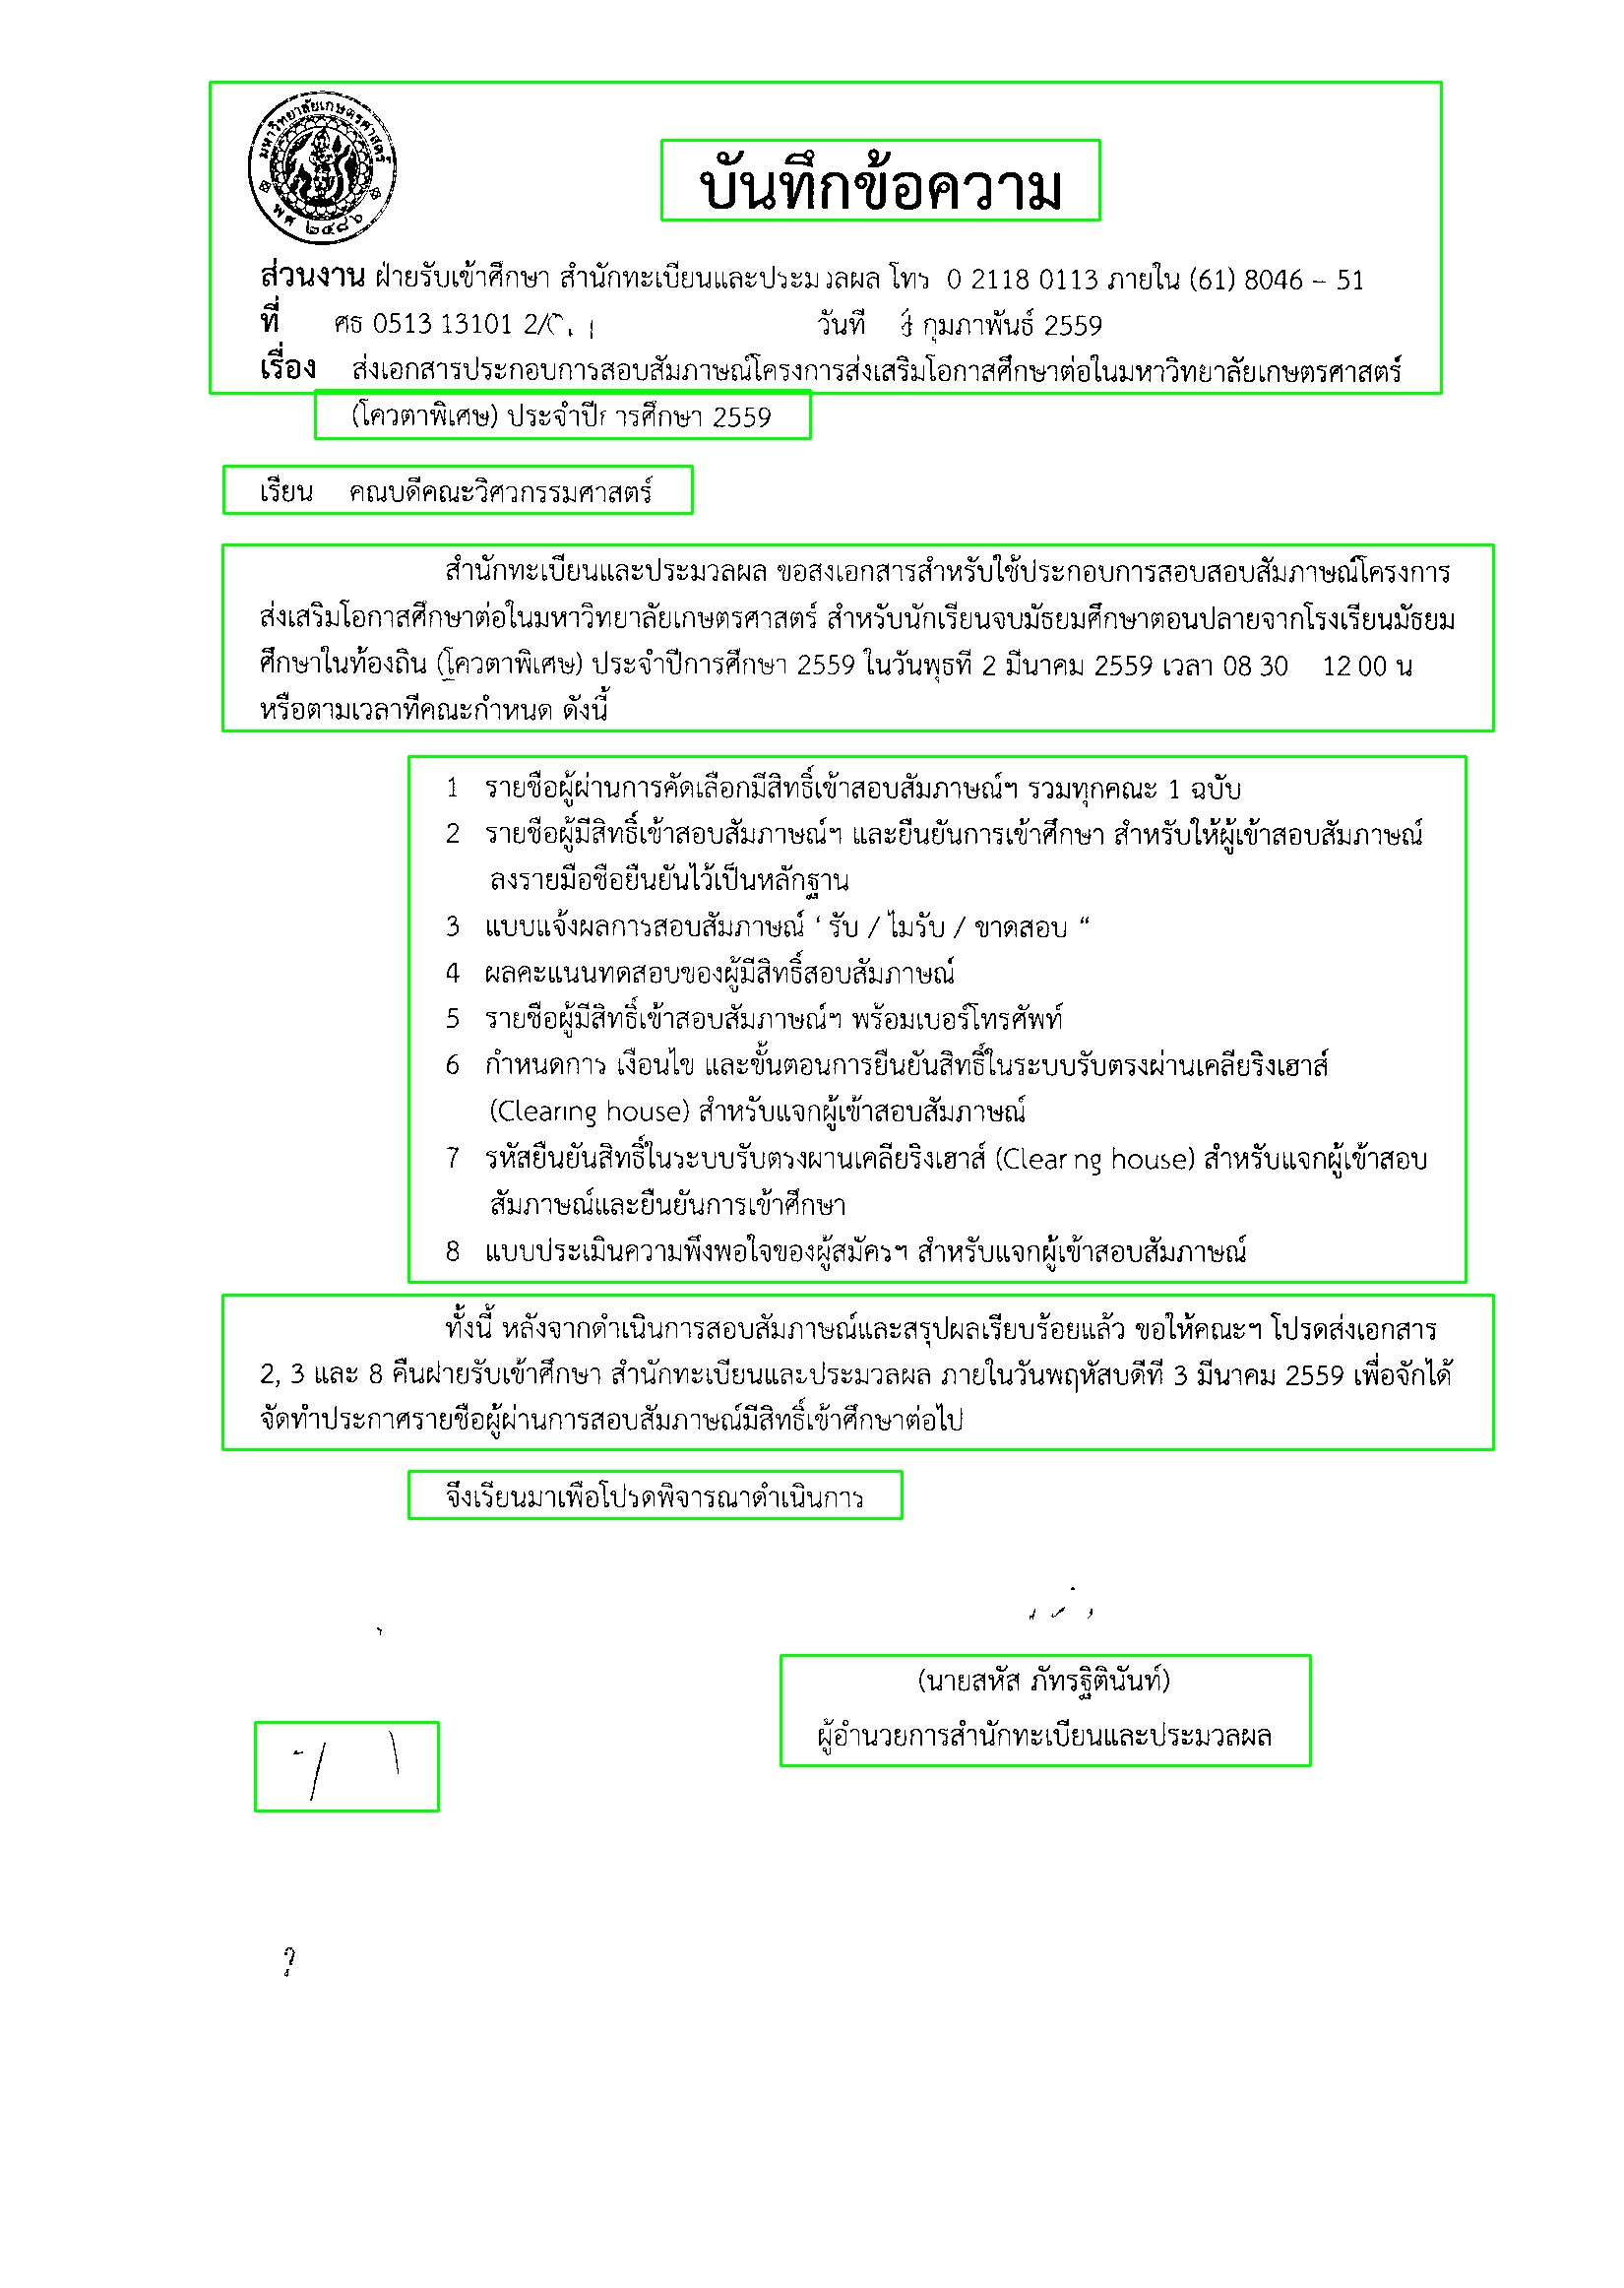 มหาวิทยาลัยเกษตรศาสตร์
พศ ๒๔๘๖
บันทึกข้อความ
ส่วนงาน ฝ่ายรับเข้าศึกษา สำนักทะเบียนและประมวลผล โทร 0 2118 0113 ภายใน (61) 8046 – 51
ที่ ศธ 0513 13101 2/ วันที กุมภาพันธ์ 2559
เรื่อง ส่งเอกสารประกอบการสอบสัมภาษณ์โครงการส่งเสริมโอกาสศึกษาต่อในมหาวิทยาลัยเกษตรศาสตร์
(โควตาพิเศษ) ประจำปีการศึกษา 2559
เรียน คณบดีคณะวิศวกรรมศาสตร์
สำนักทะเบียนและประมวลผล ขอสงเอกสารสำหรับใช้ประกอบการสอบสอบสัมภาษณ์โครงการ
ส่งเสริมโอกาสศึกษาต่อในมหาวิทยาลัยเกษตรศาสตร์ สำหรับนักเรียนจบมัธยมศึกษาตอนปลายจากโรงเรียนมัธยม
ศึกษาในท้องถิน (โควตาพิเศษ) ประจำปีการศึกษา 2559 ในวันพุธที 2 มีนาคม 2559 เวลา 08 30 12 00 น
หรือตามเวลาทีคณะกำหนด ดังนี้
1 รายชือผู้ผ่านการคัดเลือกมีสิทธิ์เข้าสอบสัมภาษณ์ฯ รวมทุกคณะ 1 ฉบับ
2 รายชือผู้มีสิทธิ์เข้าสอบสัมภาษณ์ฯ และยืนยันการเข้าศึกษา สำหรับให้ผู้เข้าสอบสัมภาษณ์
ลงรายมือชือยืนยันไว้เป็นหลักฐาน
3 แบบแจ้งผลการสอบสัมภาษณ์ ‘ รับ / ไมรับ / ขาดสอบ “
4 ผลคะแนนทดสอบของผู้มีสิทธิ์สอบสัมภาษณ์
5 รายชือผู้มีสิทธิ์เข้าสอบสัมภาษณ์ฯ พร้อมเบอร์โทรศัพท์
6 กำหนดการ เงือนไข และขั้นตอนการยืนยันสิทธิ์ในระบบรับตรงผ่านเคลียริงเฮาส์
(Clearing house) สำหรับแจกผู้เข้าสอบสัมภาษณ์
7 รหัสยืนยันสิทธิ์ในระบบรับตรงผานเคลียริงเฮาส์ (Clear ng house) สำหรับแจกผู้เข้าสอบ
สัมภาษณ์และยืนยันการเข้าศึกษา
8 แบบประเมินความพึงพอใจของผู้สมัครฯ สำหรับแจกผู้เข้าสอบสัมภาษณ์
ทั้งนี้ หลังจากดำเนินการสอบสัมภาษณ์และสรุปผลเรียบร้อยแล้ว ขอให้คณะฯ โปรดส่งเอกสาร
2, 3 และ 8 คืนฝายรับเข้าศึกษา สำนักทะเบียนและประมวลผล ภายในวันพฤหัสบดีที 3 มีนาคม 2559 เพื่อจักได้
จัดทำประกาศรายชือผู้ผ่านการสอบสัมภาษณ์มีสิทธิ์เข้าศึกษาต่อไป
จึงเรียนมาเพือโปรดพิจารณาดำเนินการ
(นายสหัส ภัทรฐิตินันท์)
ผู้อำนวยการสำนักทะเบียนและประมวลผล